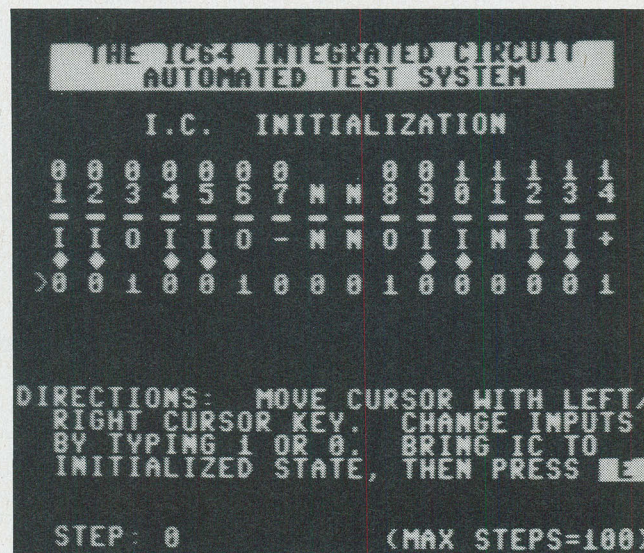 THE IC64 INTEGRATED CIRCUIT
AUTOMATED TEST SYSTEM
I.C. INITIALIZATION
0 0 0 0 0 0 0 0 0 1 1 1 1 1
1 2 3 4 5 6 7 N N 8 9 0 1 2 3 4
I I O I I O - N N O I I N I I +
>0 0 1 0 0 1 0 0 0 1 0 0 0 0 0 1
DIRECTIONS: MOVE CURSOR WITH LEFT/
RIGHT CURSOR KEY. CHANGE INPUTS
BY TYPING 1 OR 0. BRING IC TO
INITIALIZED STATE, THEN PRESS
STEP: 0 (MAX STEPS=100)